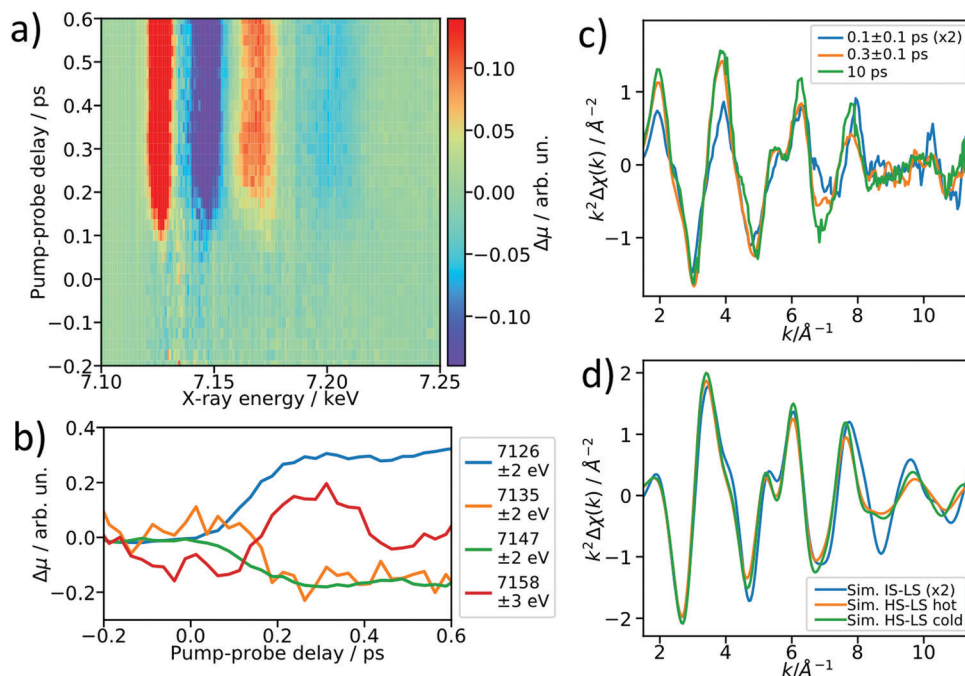 a)
Pump-probe delay / ps
0.6
0.5
0.4
0.3
0.2
0.1
0.0
−0.1
−0.2
7.10
7.15
7.20
7.25
X-ray energy / keV
0.10
0.05
0.00
−0.05
−0.10
Δμ / arb. un.
b)
Δμ / arb. un.
0.4
0.2
0.0
−0.2
−0.2
0.0
0.2
0.4
0.6
Pump-probe delay / ps
7126
±2 eV
7135
±2 eV
7147
±2 eV
7158
±3 eV
c)
k²Δχ(k) / Å⁻²
1
0
−1
0.1±0.1 ps (x2)
0.3±0.1 ps
10 ps
2
4
6
8
10
k/Å⁻¹
d)
k²Δχ(k) / Å⁻²
2
1
0
−1
−2
Sim. IS-LS (x2)
Sim. HS-LS hot
Sim. HS-LS cold
2
4
6
8
10
k/Å⁻¹